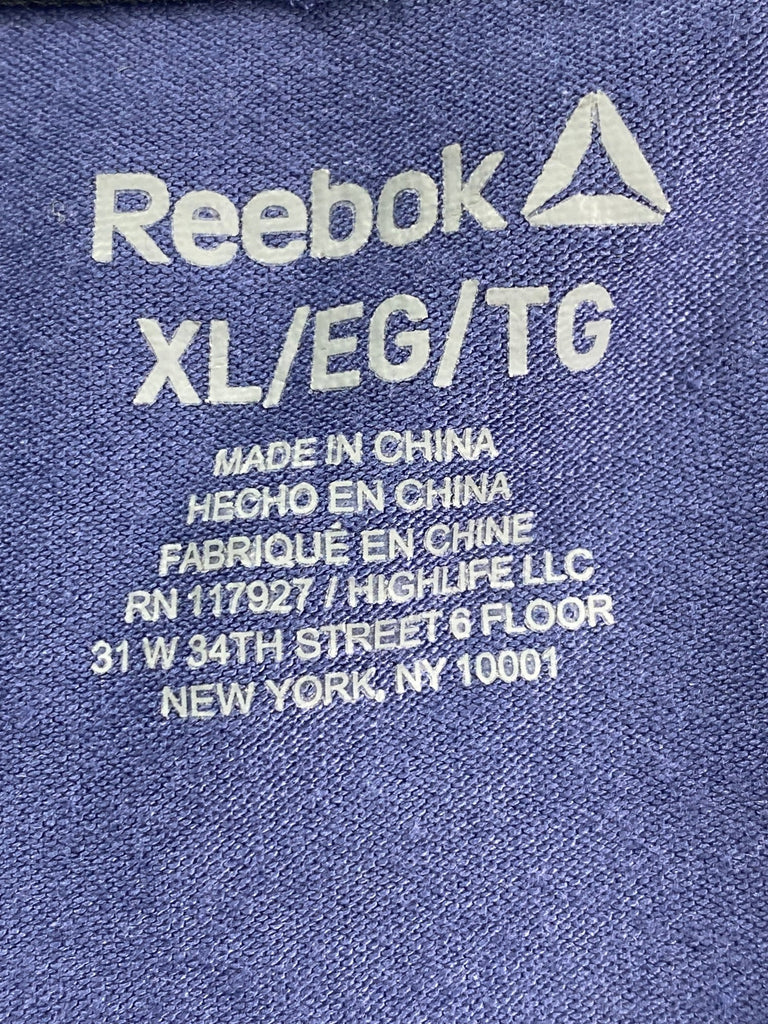 Reebok
XL/EG/TG
MADE IN CHINA
HECHO EN CHINA
FABRIQUÉ EN CHINE
RN 117927 / HIGHLIFE LLC
31 W 34TH STREET 6 FLOOR
NEW YORK, NY 10001